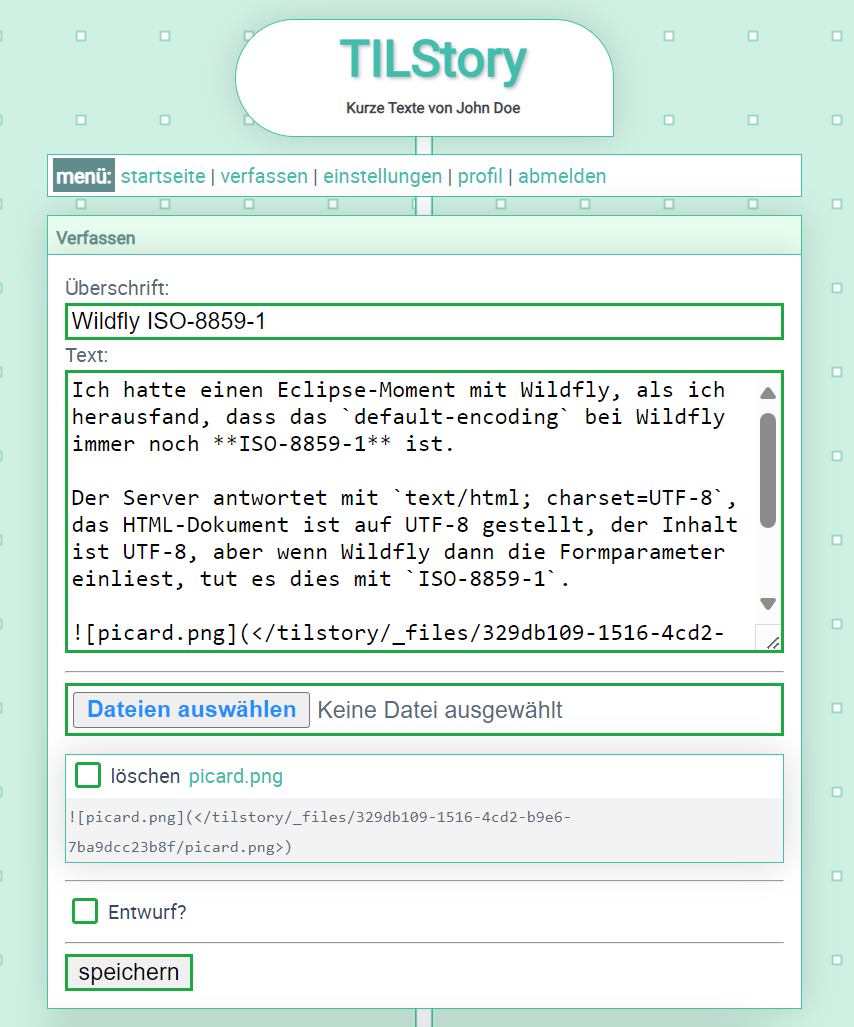 TILStory
Kurze Texte von John Doe
menü: startseite | verfassen | einstellungen | profil | abmelden
Verfassen
Überschrift:
Wildfly ISO-8859-1
Text:
Ich hatte einen Eclipse-Moment mit Wildfly, als ich
herausfand, dass das `default-encoding` bei Wildfly
immer noch **ISO-8859-1** ist.
Der Server antwortet mit `text/html; charset=UTF-8`,
das HTML-Dokument ist auf UTF-8 gestellt, der Inhalt
ist UTF-8, aber wenn Wildfly dann die Formparameter
einliest, tut es dies mit `ISO-8859-1`.
![picard.png](</tilstory/_files/329db109-1516-4cd2-
Dateien auswählen Keine Datei ausgewählt
löschen picard.png
![picard.png](</tilstory/_files/329db109-1516-4cd2-b9e6-
7ba9dcc23b8f/picard.png>)
Entwurf?
speichern